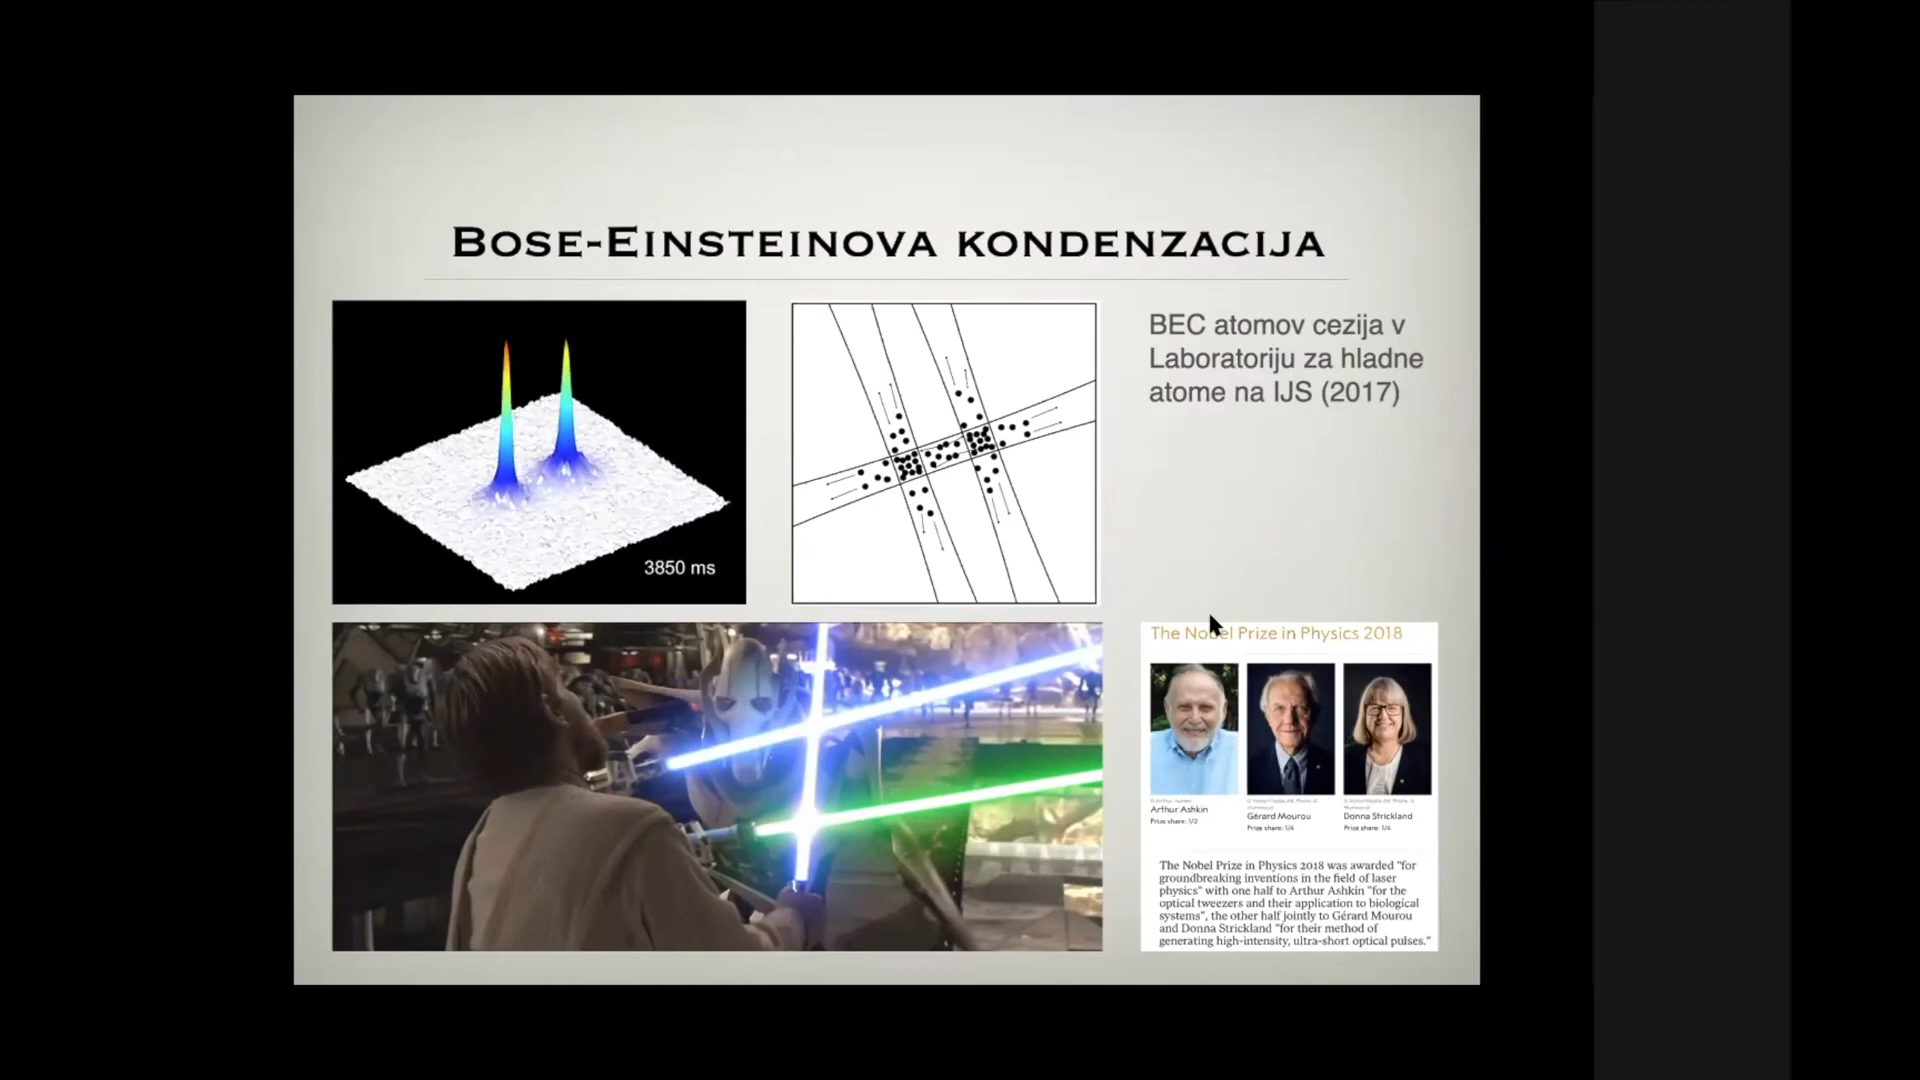 BOSE-EINSTEINOVA KONDENZACIJA
3850 ms
BEC atomov cezija v
Laboratoriju za hladne
atome na IJS (2017)
The Nobel Prize in Physics 2018
Arthur Ashkin
Prize share: 1/2
Gérard Mourou
Prize share: 1/4
Donna Strickland
Prize share: 1/4
The Nobel Prize in Physics 2018 was awarded "for
groundbreaking inventions in the field of laser
physics" with one half to Arthur Ashkin "for the
optical tweezers and their application to biological
systems", the other half jointly to Gérard Mourou
and Donna Strickland "for their method of
generating high-intensity, ultra-short optical pulses."